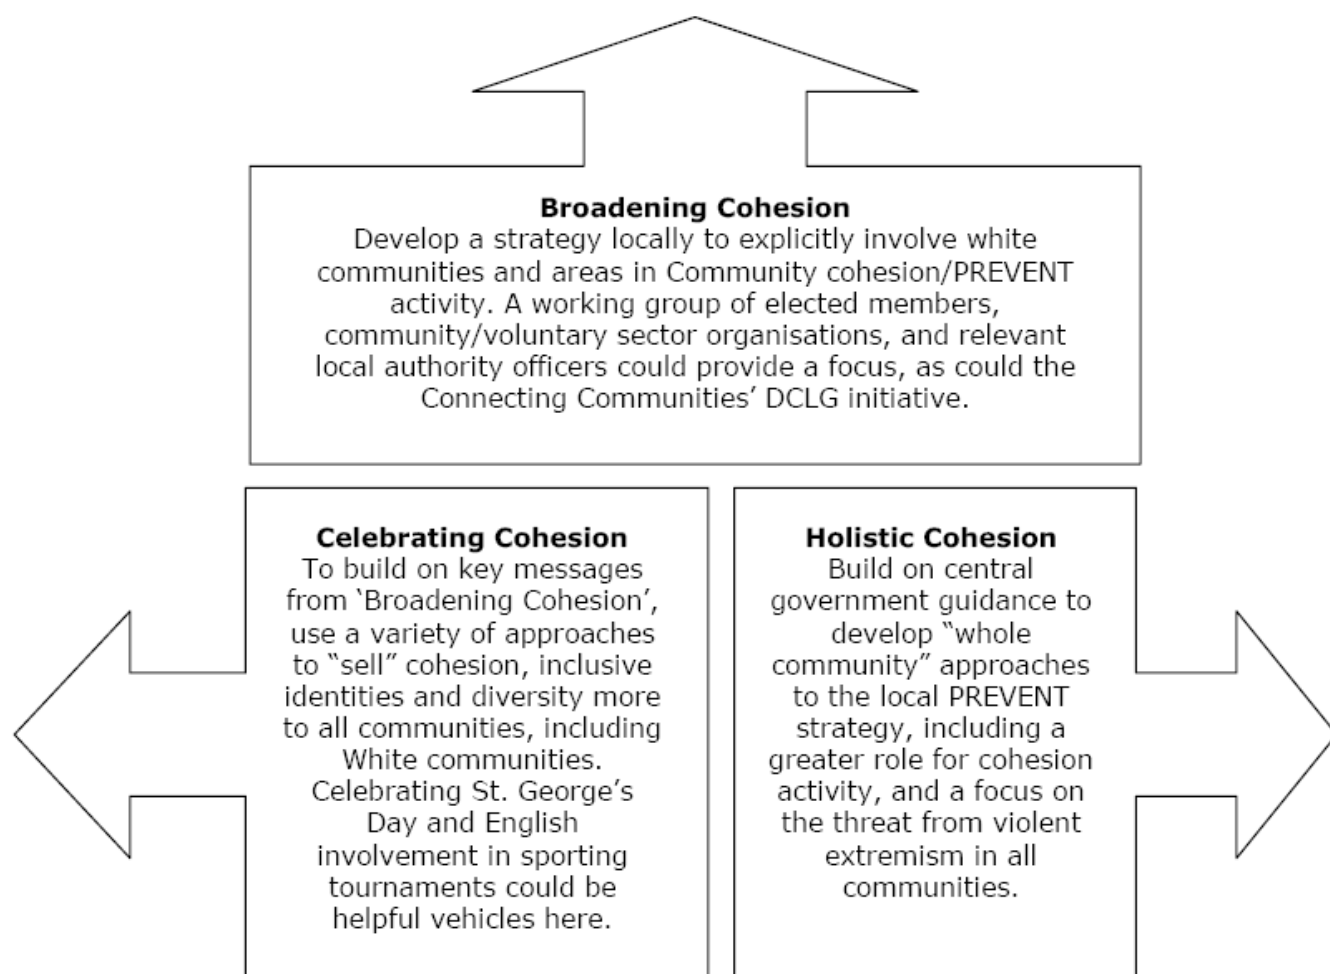 Broadening Cohesion
Develop a strategy locally to explicitly involve white
communities and areas in Community cohesion/PREVENT
activity. A working group of elected members,
community/voluntary sector organisations, and relevant
local authority officers could provide a focus, as could the
Connecting Communities’ DCLG initiative.
Celebrating Cohesion
To build on key messages
from ‘Broadening Cohesion’,
use a variety of approaches
to “sell” cohesion, inclusive
identities and diversity more
to all communities, including
White communities.
Celebrating St. George’s
Day and English
involvement in sporting
tournaments could be
helpful vehicles here.
Holistic Cohesion
Build on central
government guidance to
develop “whole
community” approaches
to the local PREVENT
strategy, including a
greater role for cohesion
activity, and a focus on
the threat from violent
extremism in all
communities.